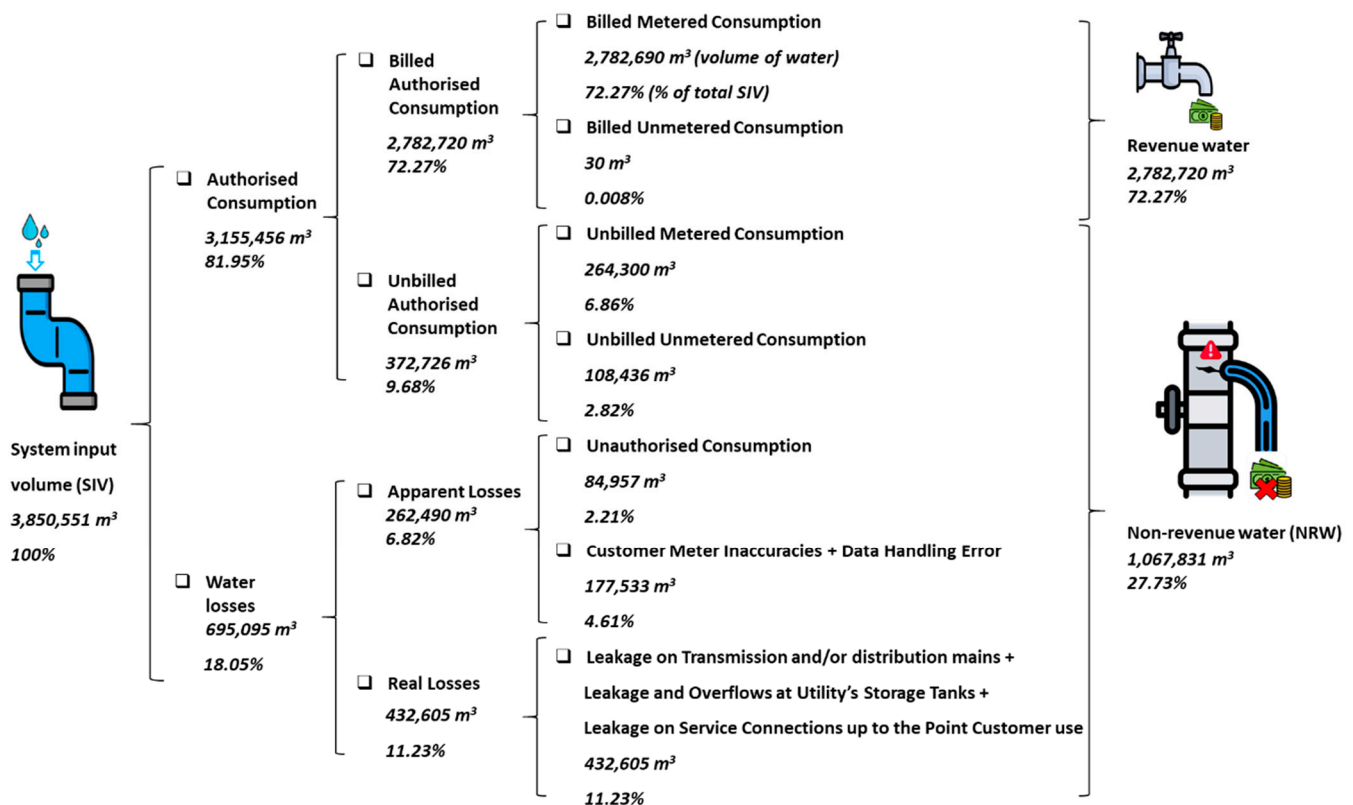 System input
volume (SIV)
3,850,551 m³
100%
❑ Authorised
Consumption
3,155,456 m³
81.95%
❑ Water
losses
695,095 m³
18.05%
❑ Billed
Authorised
Consumption
2,782,720 m³
72.27%
❑ Unbilled
Authorised
Consumption
372,726 m³
9.68%
❑ Apparent Losses
262,490 m³
6.82%
❑ Real Losses
432,605 m³
11.23%
❑ Billed Metered Consumption
2,782,690 m³ (volume of water)
72.27% (% of total SIV)
❑ Billed Unmetered Consumption
30 m³
0.008%
❑ Unbilled Metered Consumption
264,300 m³
6.86%
❑ Unbilled Unmetered Consumption
108,436 m³
2.82%
❑ Unauthorised Consumption
84,957 m³
2.21%
❑ Customer Meter Inaccuracies + Data Handling Error
177,533 m³
4.61%
❑ Leakage on Transmission and/or distribution mains +
Leakage and Overflows at Utility’s Storage Tanks +
Leakage on Service Connections up to the Point Customer use
432,605 m³
11.23%
Revenue water
2,782,720 m³
72.27%
Non-revenue water (NRW)
1,067,831 m³
27.73%